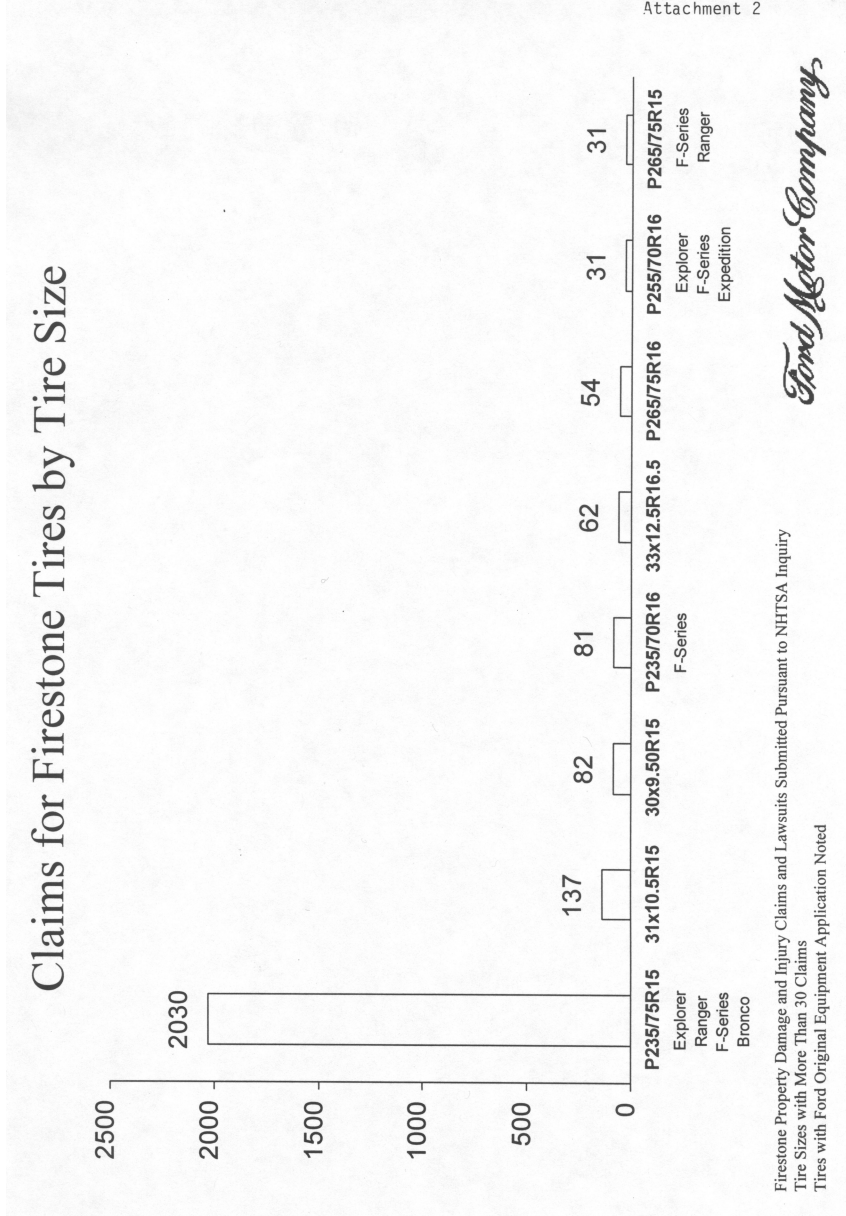 Attachment 2
Claims for Firestone Tires by Tire Size
2500
2000
1500
1000
500
0
2030
137
82
81
62
54
31
31
P235/75R15
Explorer
Ranger
F-Series
Bronco
31x10.5R15
30x9.50R15
P235/70R16
F-Series
33x12.5R16.5
P265/75R16
P255/70R16
Explorer
F-Series
Expedition
P265/75R15
F-Series
Ranger
Firestone Property Damage and Injury Claims and Lawsuits Submitted Pursuant to NHTSA Inquiry
Tire Sizes with More Than 30 Claims
Tires with Ford Original Equipment Application Noted
Ford Motor Company,